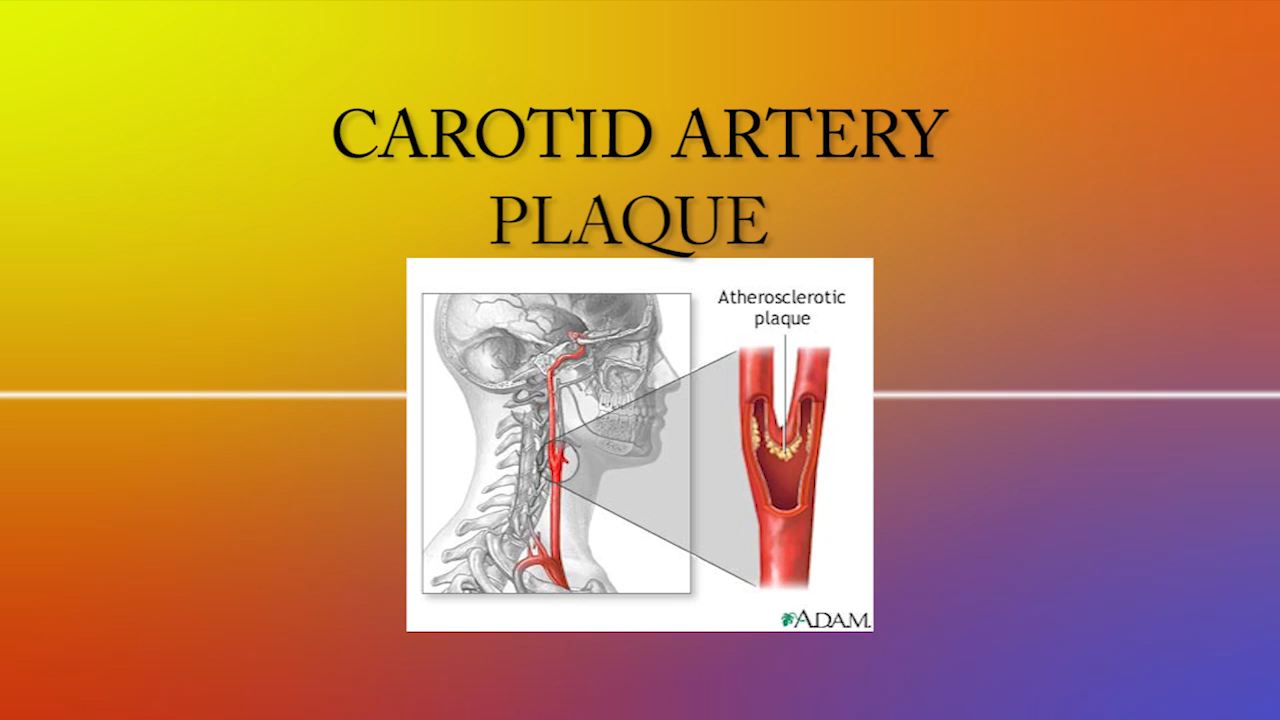 CAROTID ARTERY
PLAQUE
Atherosclerotic
plaque
A.D.A.M.